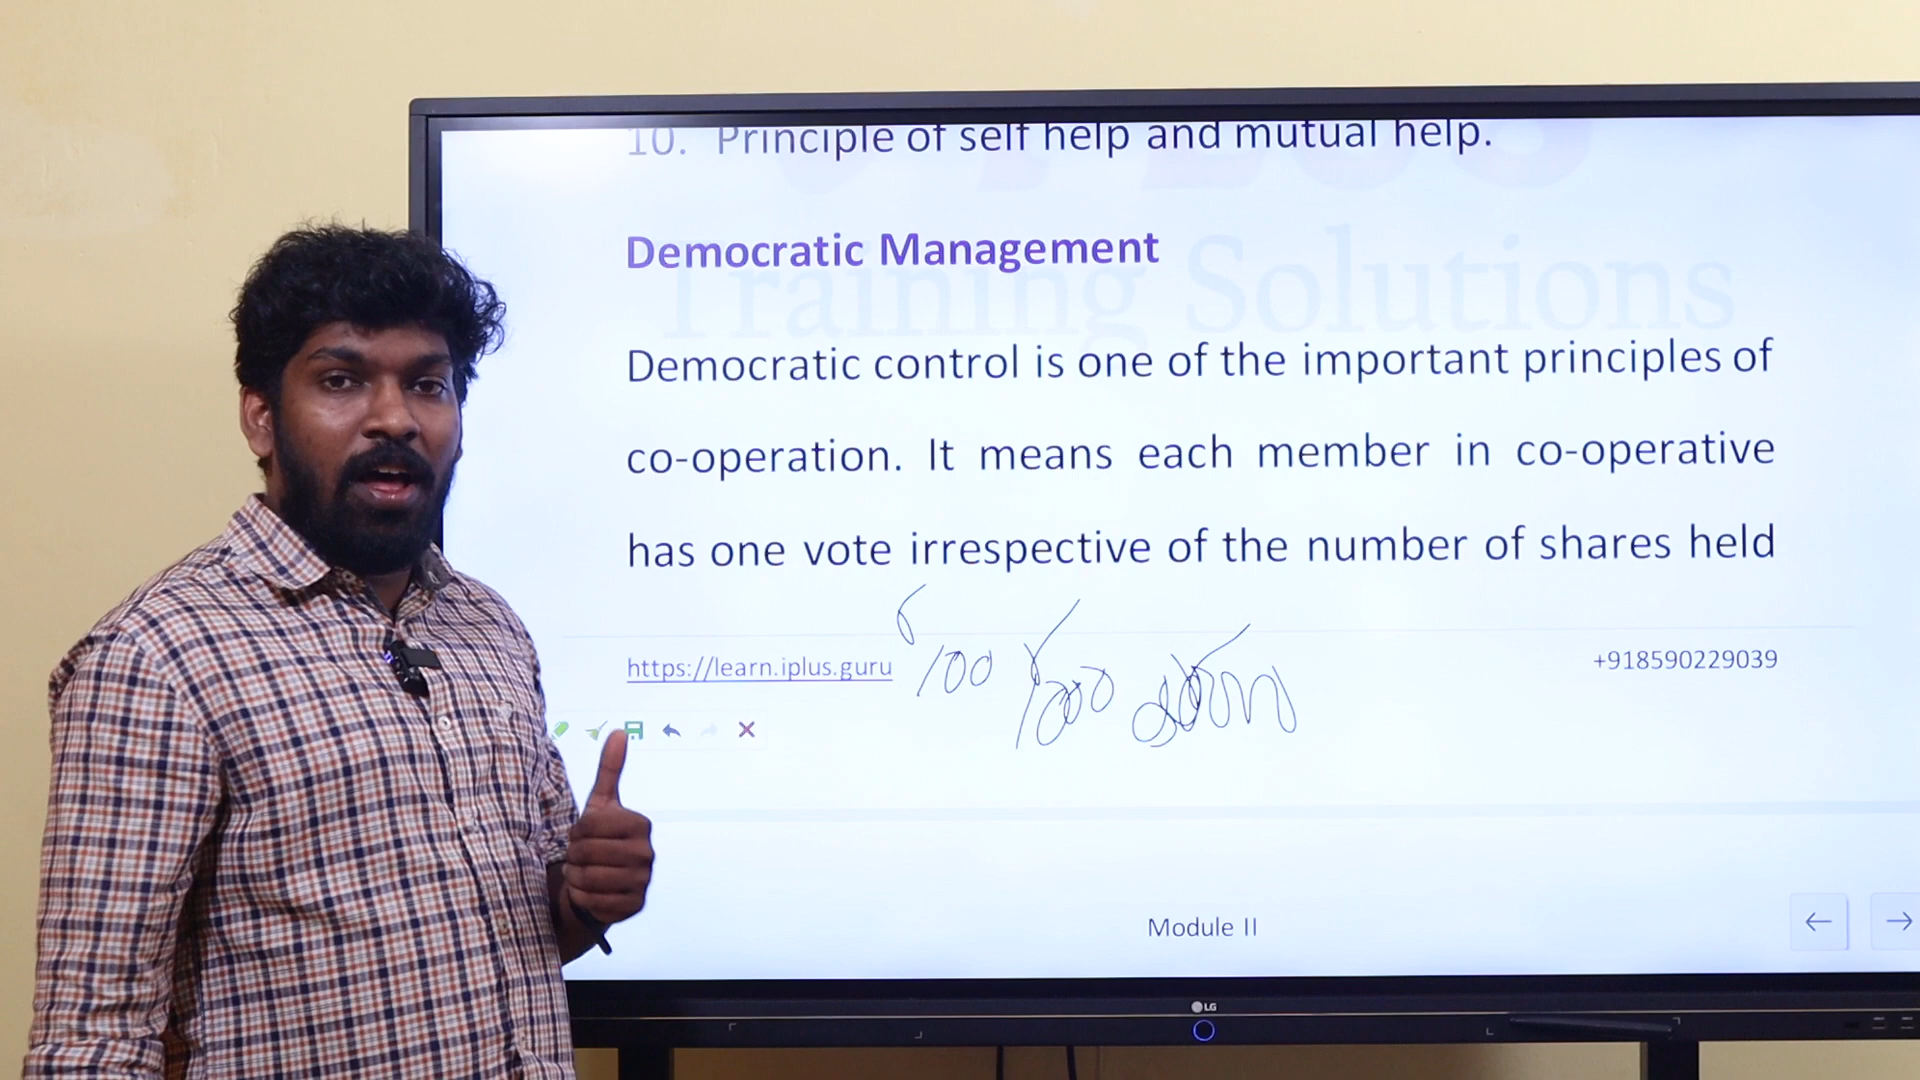 10. Principle of self help and mutual help.
Democratic Management
Training Solutions
Democratic control is one of the important principles of
co-operation. It means each member in co-operative
has one vote irrespective of the number of shares held
https://learn.iplus.guru
100
+918590229039
Module II
LG